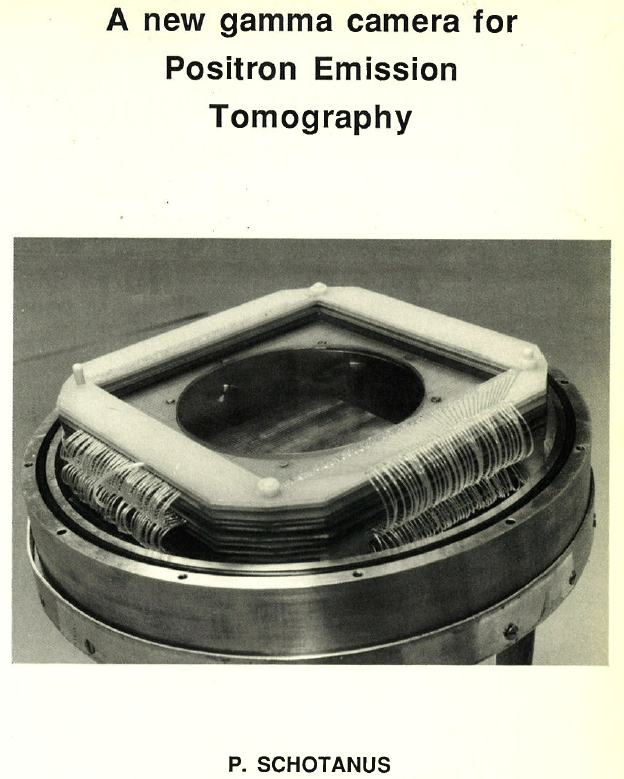 A new gamma camera for
Positron Emission
Tomography
P. SCHOTANUS